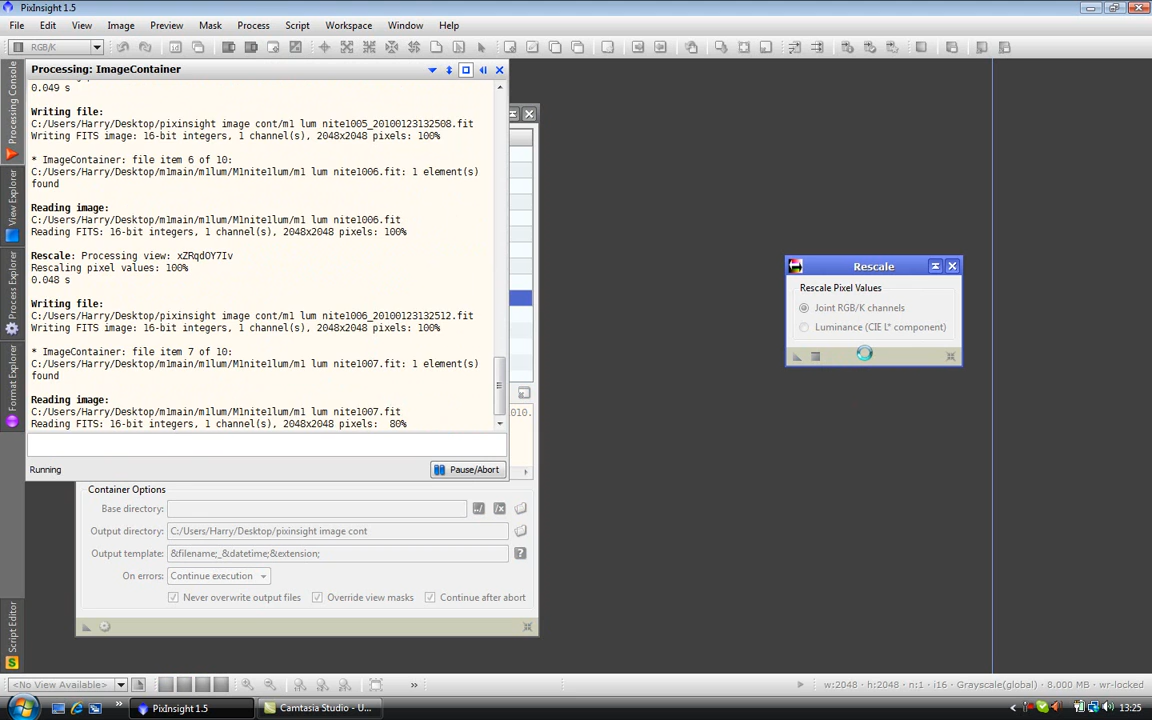 PixInsight 1.5
File Edit View Image Preview Mask Process Script Workspace Window Help
RGB/K
Processing Console
View Explorer
Process Explorer
Format Explorer
Script Editor
Processing: ImageContainer
0.049 s
Writing file:
C:/Users/Harry/Desktop/pixinsight image cont/m1 lum nite1005_20100123132508.fit
Writing FITS image: 16-bit integers, 1 channel(s), 2048x2048 pixels: 100%
* ImageContainer: file item 6 of 10:
C:/Users/Harry/Desktop/m1main/m1lum/M1nite1lum/m1 lum nite1006.fit: 1 element(s)
found
Reading image:
C:/Users/Harry/Desktop/m1main/m1lum/M1nite1lum/m1 lum nite1006.fit
Reading FITS: 16-bit integers, 1 channel(s), 2048x2048 pixels: 100%
Rescale: Processing view: xZRqdOY7Iv
Rescaling pixel values: 100%
0.048 s
Writing file:
C:/Users/Harry/Desktop/pixinsight image cont/m1 lum nite1006_20100123132512.fit
Writing FITS image: 16-bit integers, 1 channel(s), 2048x2048 pixels: 100%
* ImageContainer: file item 7 of 10:
C:/Users/Harry/Desktop/m1main/m1lum/M1nite1lum/m1 lum nite1007.fit: 1 element(s)
found
Reading image:
C:/Users/Harry/Desktop/m1main/m1lum/M1nite1lum/m1 lum nite1007.fit
Reading FITS: 16-bit integers, 1 channel(s), 2048x2048 pixels: 80%
010.
Running
Pause/Abort
Rescale
Rescale Pixel Values
Joint RGB/K channels
Luminance (CIE L* component)
Container Options
Base directory:
Output directory: C:/Users/Harry/Desktop/pixinsight image cont
Output template: &filename;_&datetime;&extension;
On errors: Continue execution
Never overwrite output files Override view masks Continue after abort
<No View Available>
w:2048 · h:2048 · n:1 · i16 · Grayscale(global) · 8.000 MB · wr-locked
PixInsight 1.5
Camtasia Studio - U...
13:25